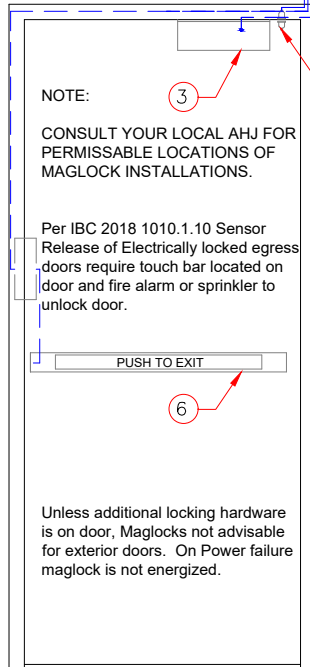 3
NOTE:
CONSULT YOUR LOCAL AHJ FOR
PERMISSABLE LOCATIONS OF
MAGLOCK INSTALLATIONS.
Per IBC 2018 1010.1.10 Sensor
Release of Electrically locked egress
doors require touch bar located on
door and fire alarm or sprinkler to
unlock door.
PUSH TO EXIT
6
Unless additional locking hardware
is on door, Maglocks not advisable
for exterior doors.  On Power failure
maglock is not energized.